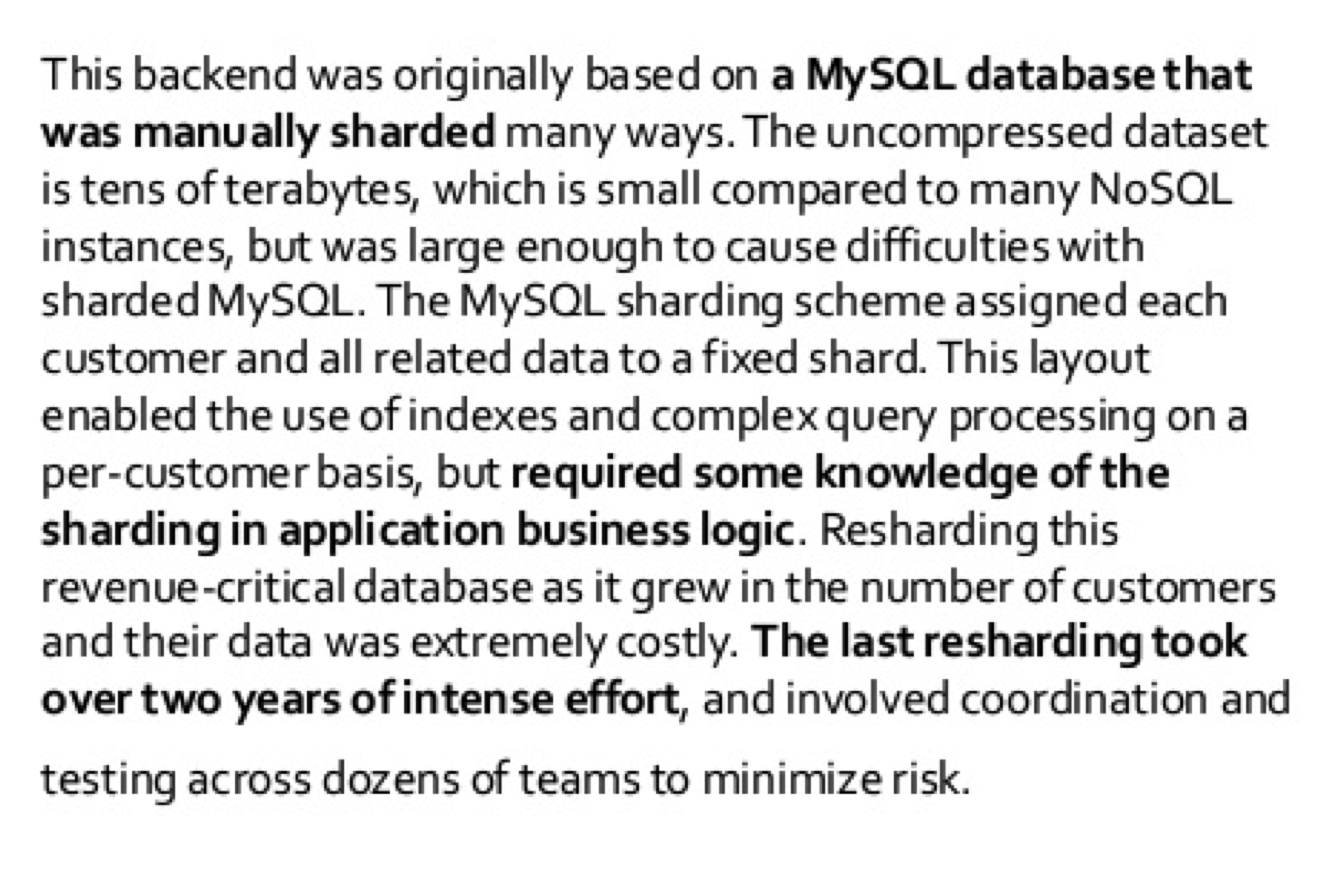 This backend was originally based on a MySQL database that
was manually sharded many ways. The uncompressed dataset
is tens of terabytes, which is small compared to many NoSQL
instances, but was large enough to cause difficulties with
sharded MySQL. The MySQL sharding scheme assigned each
customer and all related data to a fixed shard. This layout
enabled the use of indexes and complex query processing on a
per-customer basis, but required some knowledge of the
sharding in application business logic. Resharding this
revenue-critical database as it grew in the number of customers
and their data was extremely costly. The last resharding took
over two years of intense effort, and involved coordination and
testing across dozens of teams to minimize risk.